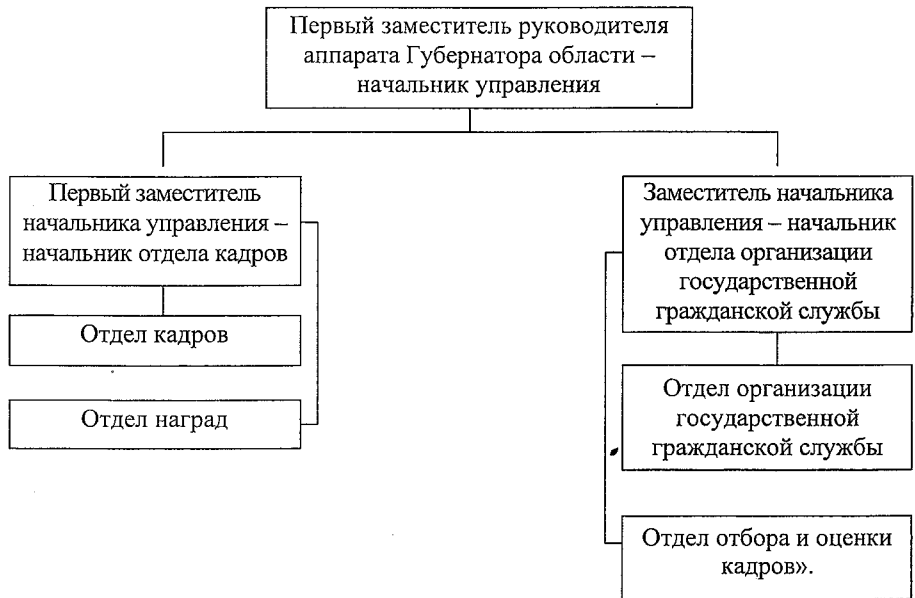 Первый заместитель руководителя
аппарата Губернатора области –
начальник управления
Первый заместитель
начальника управления –
начальник отдела кадров
Отдел кадров
Отдел наград
Заместитель начальника
управления – начальник
отдела организации
государственной
гражданской службы
Отдел организации
государственной
гражданской службы
Отдел отбора и оценки
кадров».